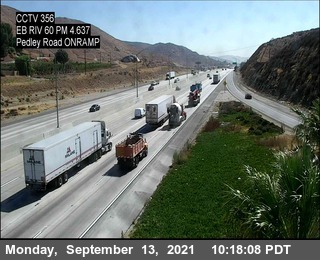 CCTV 356
EB RIV 60 PM 4.637
Pedley Road ONRAMP
Monday, September 13, 2021 10:18:08 PDT